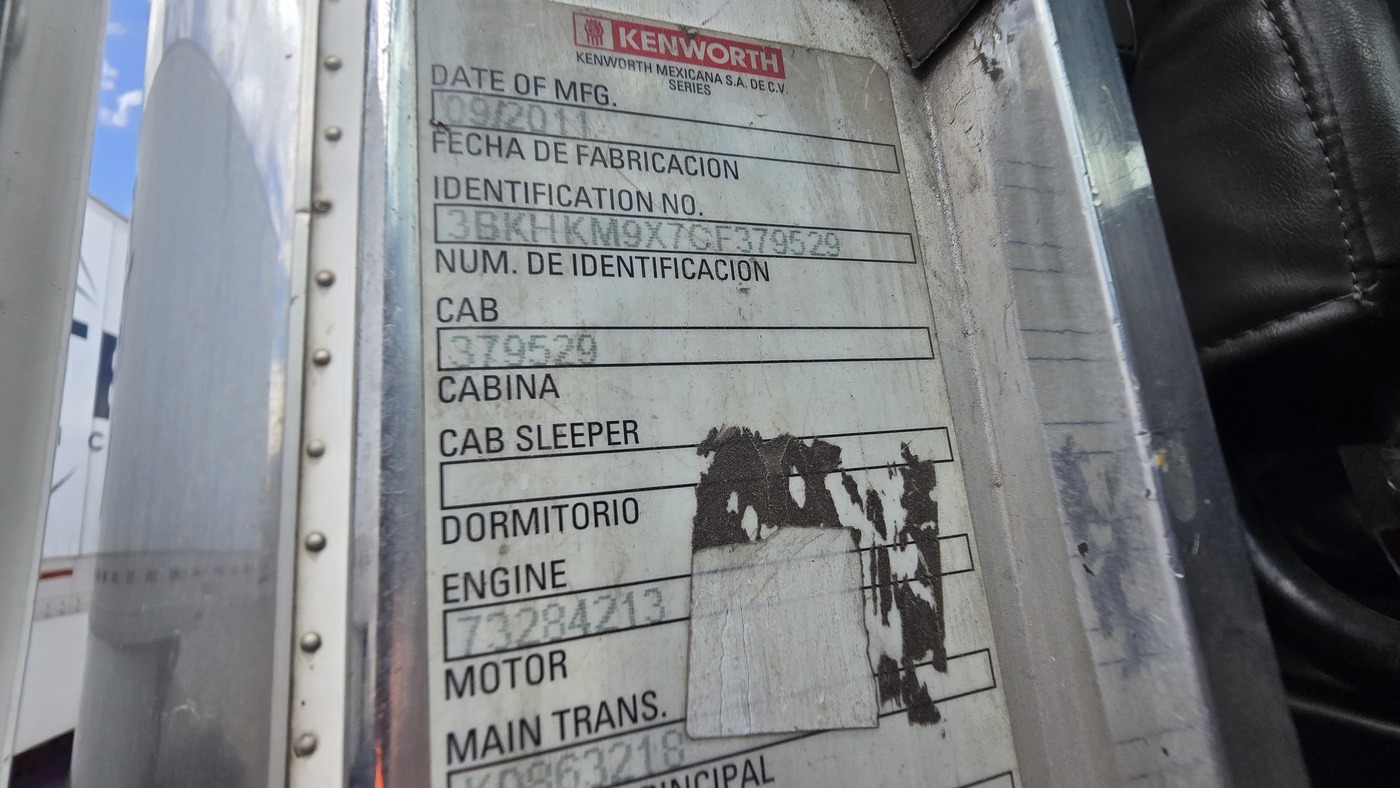 KENWORTH
KENWORTH MEXICANA S.A. DE C.V.
SERIES
DATE OF MFG.
09/2011
FECHA DE FABRICACION
IDENTIFICATION NO.
3BKHKM9X7CF379529
NUM. DE IDENTIFICACION
CAB
379529
CABINA
CAB SLEEPER
DORMITORIO
ENGINE
73284213
MOTOR
MAIN TRANS.
K0863218